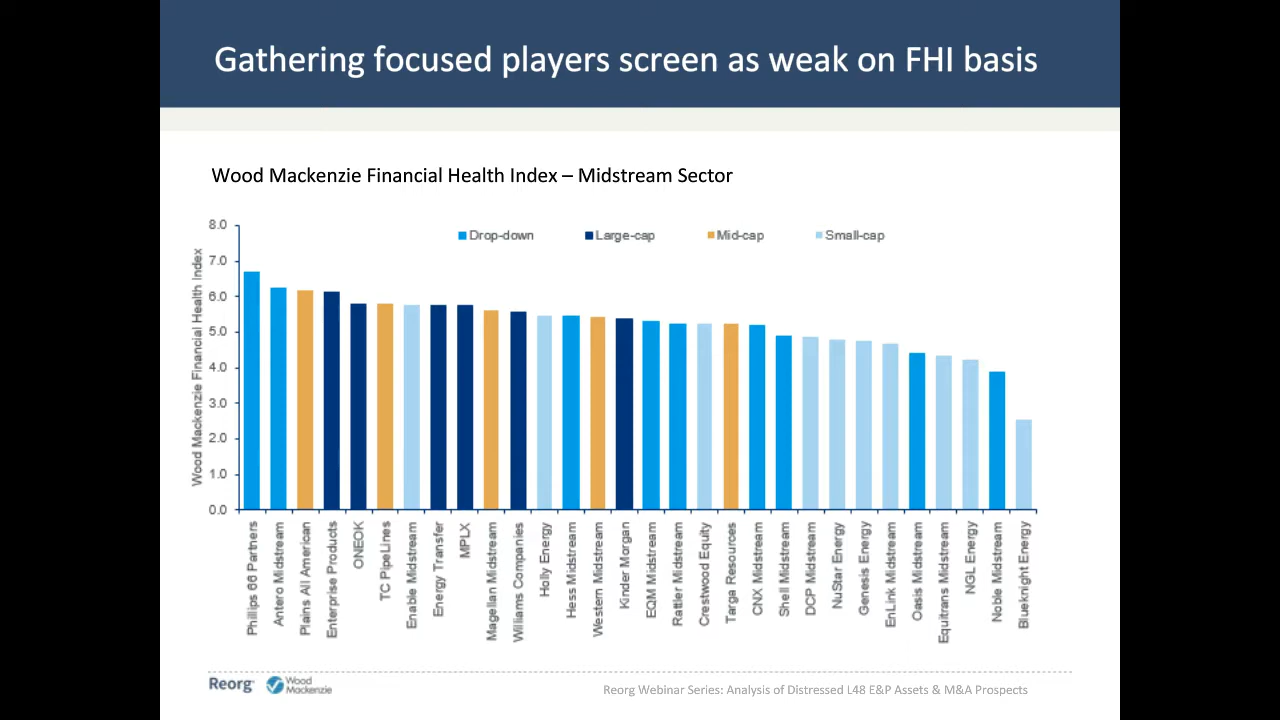 Gathering focused players screen as weak on FHI basis
Wood Mackenzie Financial Health Index – Midstream Sector
Wood Mackenzie Financial Health Index
8.0
7.0
6.0
5.0
4.0
3.0
2.0
1.0
0.0
Drop-down
Large-cap
Mid-cap
Small-cap
Phillips 66 Partners
Antero Midstream
Plains All American
Enterprise Products
ONEOK
TC PipeLines
Enable Midstream
Energy Transfer
MPLX
Magellan Midstream
Williams Companies
Holly Energy
Hess Midstream
Western Midstream
Kinder Morgan
EQM Midstream
Rattler Midstream
Crestwood Equity
Targa Resources
CNX Midstream
Shell Midstream
DCP Midstream
NuStar Energy
Genesis Energy
EnLink Midstream
Oasis Midstream
Equitrans Midstream
NGL Energy
Noble Midstream
Blueknight Energy
Reorg
Wood
Mackenzie
Reorg Webinar Series: Analysis of Distressed L48 E&P Assets & M&A Prospects